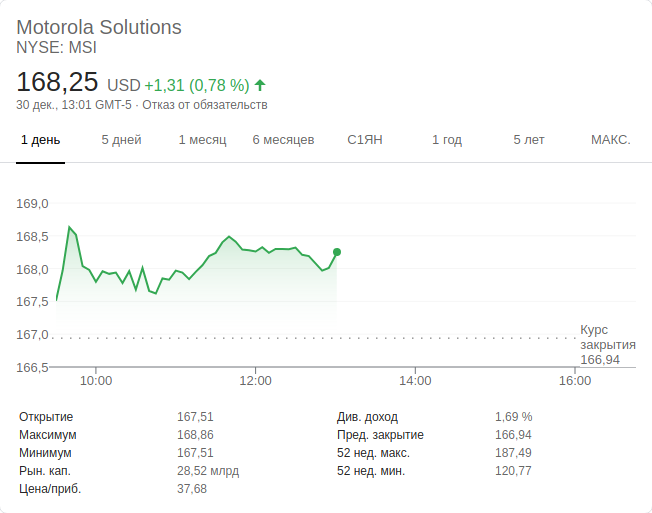 Motorola Solutions
NYSE: MSI
168,25 USD +1,31 (0,78 %)
30 дек., 13:01 GMT-5 · Отказ от обязательств
1 день 5 дней 1 месяц 6 месяцев С1ЯН 1 год 5 лет МАКС.
169,0
168,5
168,0
167,5
167,0
166,5
Курс
закрытия
166,94
10:00 12:00 14:00 16:00
Открытие 167,51 Див. доход 1,69 %
Максимум 168,86 Пред. закрытие 166,94
Минимум 167,51 52 нед. макс. 187,49
Рын. кап. 28,52 млрд 52 нед. мин. 120,77
Цена/приб. 37,68